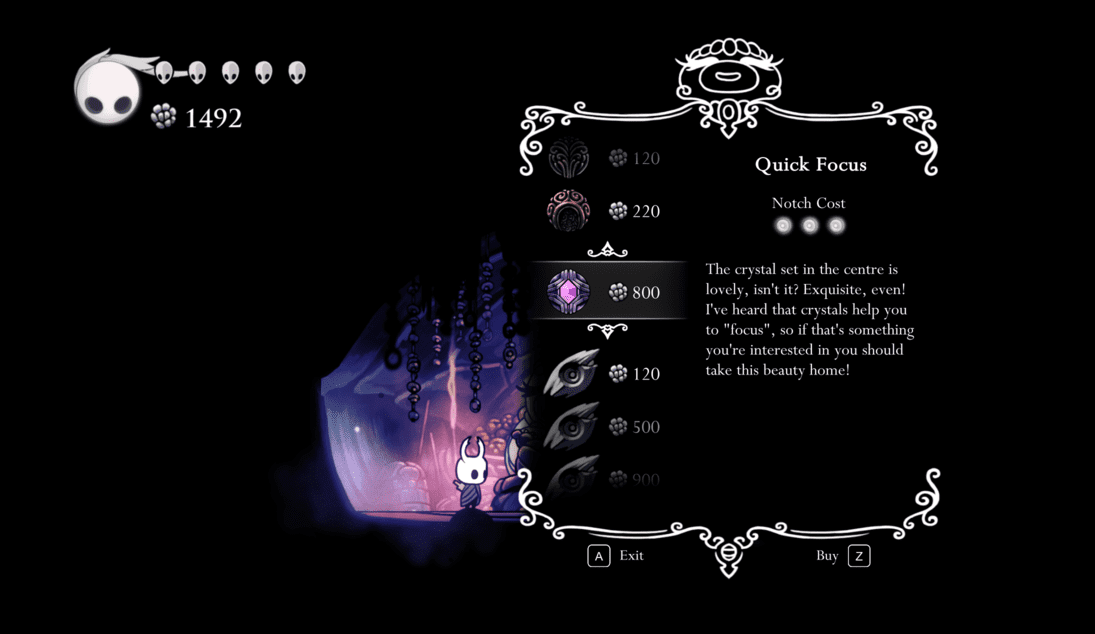 1492
120
220
800
120
500
900
Quick Focus
Notch Cost
The crystal set in the centre is
lovely, isn't it? Exquisite, even!
I've heard that crystals help you
to "focus", so if that's something
you're interested in you should
take this beauty home!
A Exit
Buy Z